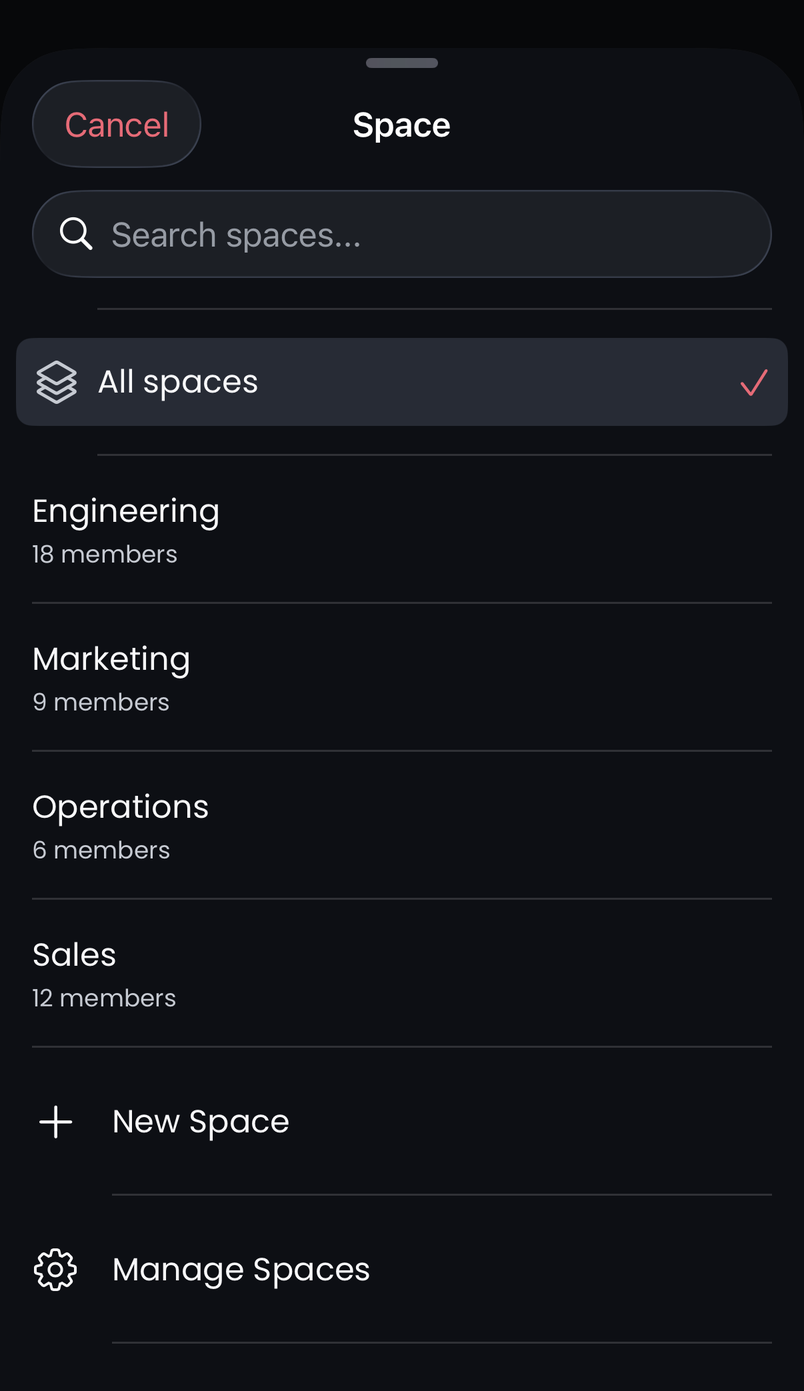 Cancel
Space
Search spaces...
All spaces
Engineering
18 members
Marketing
9 members
Operations
6 members
Sales
12 members
New Space
Manage Spaces